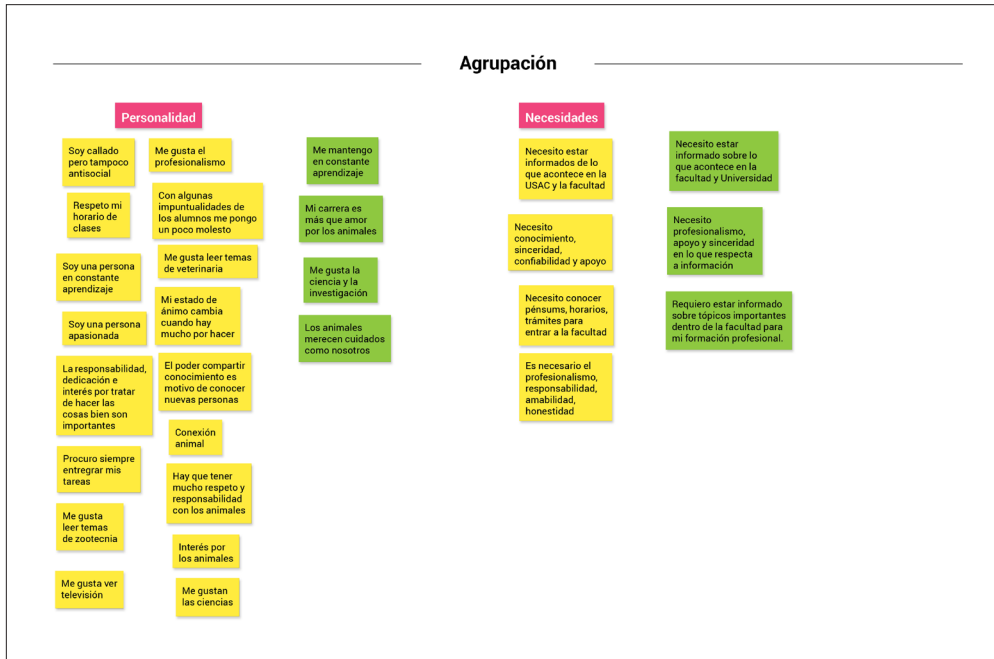 Agrupación
Personalidad
Soy callado
pero tampoco
antisocial
Respeto mi
horario de
clases
Soy una persona
en constante
aprendizaje
Soy una persona
apasionada
La responsabilidad,
dedicación e
interés por tratar
de hacer las
cosas bien son
importantes
Procuro siempre
entregrar mis
tareas
Me gusta
leer temas
de zootecnia
Me gusta ver
televisión
Me gusta el
profesionalismo
Con algunas
impuntualidades de
los alumnos me pongo
un poco molesto
Me gusta leer temas
de veterinaria
Mi estado de
ánimo cambia
cuando hay
mucho por hacer
El poder compartir
conocimiento es
motivo de conocer
nuevas personas
Conexión
animal
Hay que tener
mucho respeto y
responsabilidad
con los animales
Interés por
los animales
Me gustan
las ciencias
Me mantengo
en constante
aprendizaje
Mi carrera es
más que amor
por los animales
Me gusta la
ciencia y la
investigación
Los animales
merecen cuidados
como nosotros
Necesidades
Necesito estar
informados de lo
que acontece en la
USAC y la facultad
Necesito
conocimiento,
sinceridad,
confiabilidad y apoyo
Necesito conocer
pénsums, horarios,
trámites para
entrar a la facultad
Es necesario el
profesionalismo,
responsabilidad,
amabilidad,
honestidad
Necesito estar
informado sobre lo
que acontece en la
facultad y Universidad
Necesito
profesionalismo,
apoyo y sinceridad
en lo que respecta
a información
Requiero estar informado
sobre tópicos importantes
dentro de la facultad para
mi formación profesional.